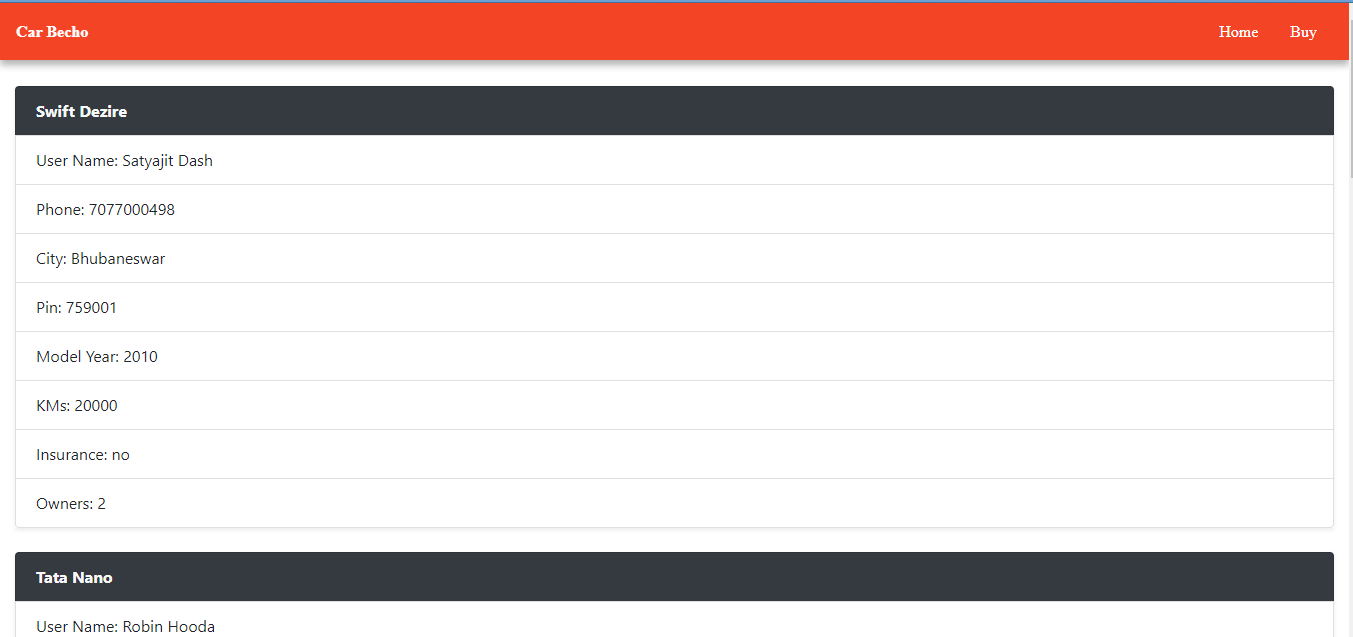 Car Becho
Home Buy
Swift Dezire
User Name: Satyajit Dash
Phone: 7077000498
City: Bhubaneswar
Pin: 759001
Model Year: 2010
KMs: 20000
Insurance: no
Owners: 2
Tata Nano
User Name: Robin Hooda